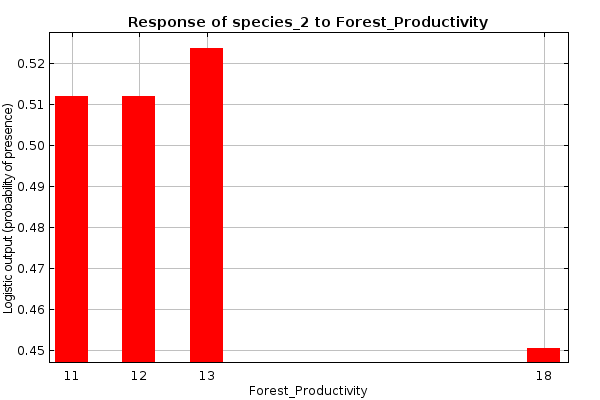 Response of species_2 to Forest_Productivity
Logistic output (probability of presence)
0.52
0.51
0.50
0.49
0.48
0.47
0.46
0.45
11 12 13 18
Forest_Productivity